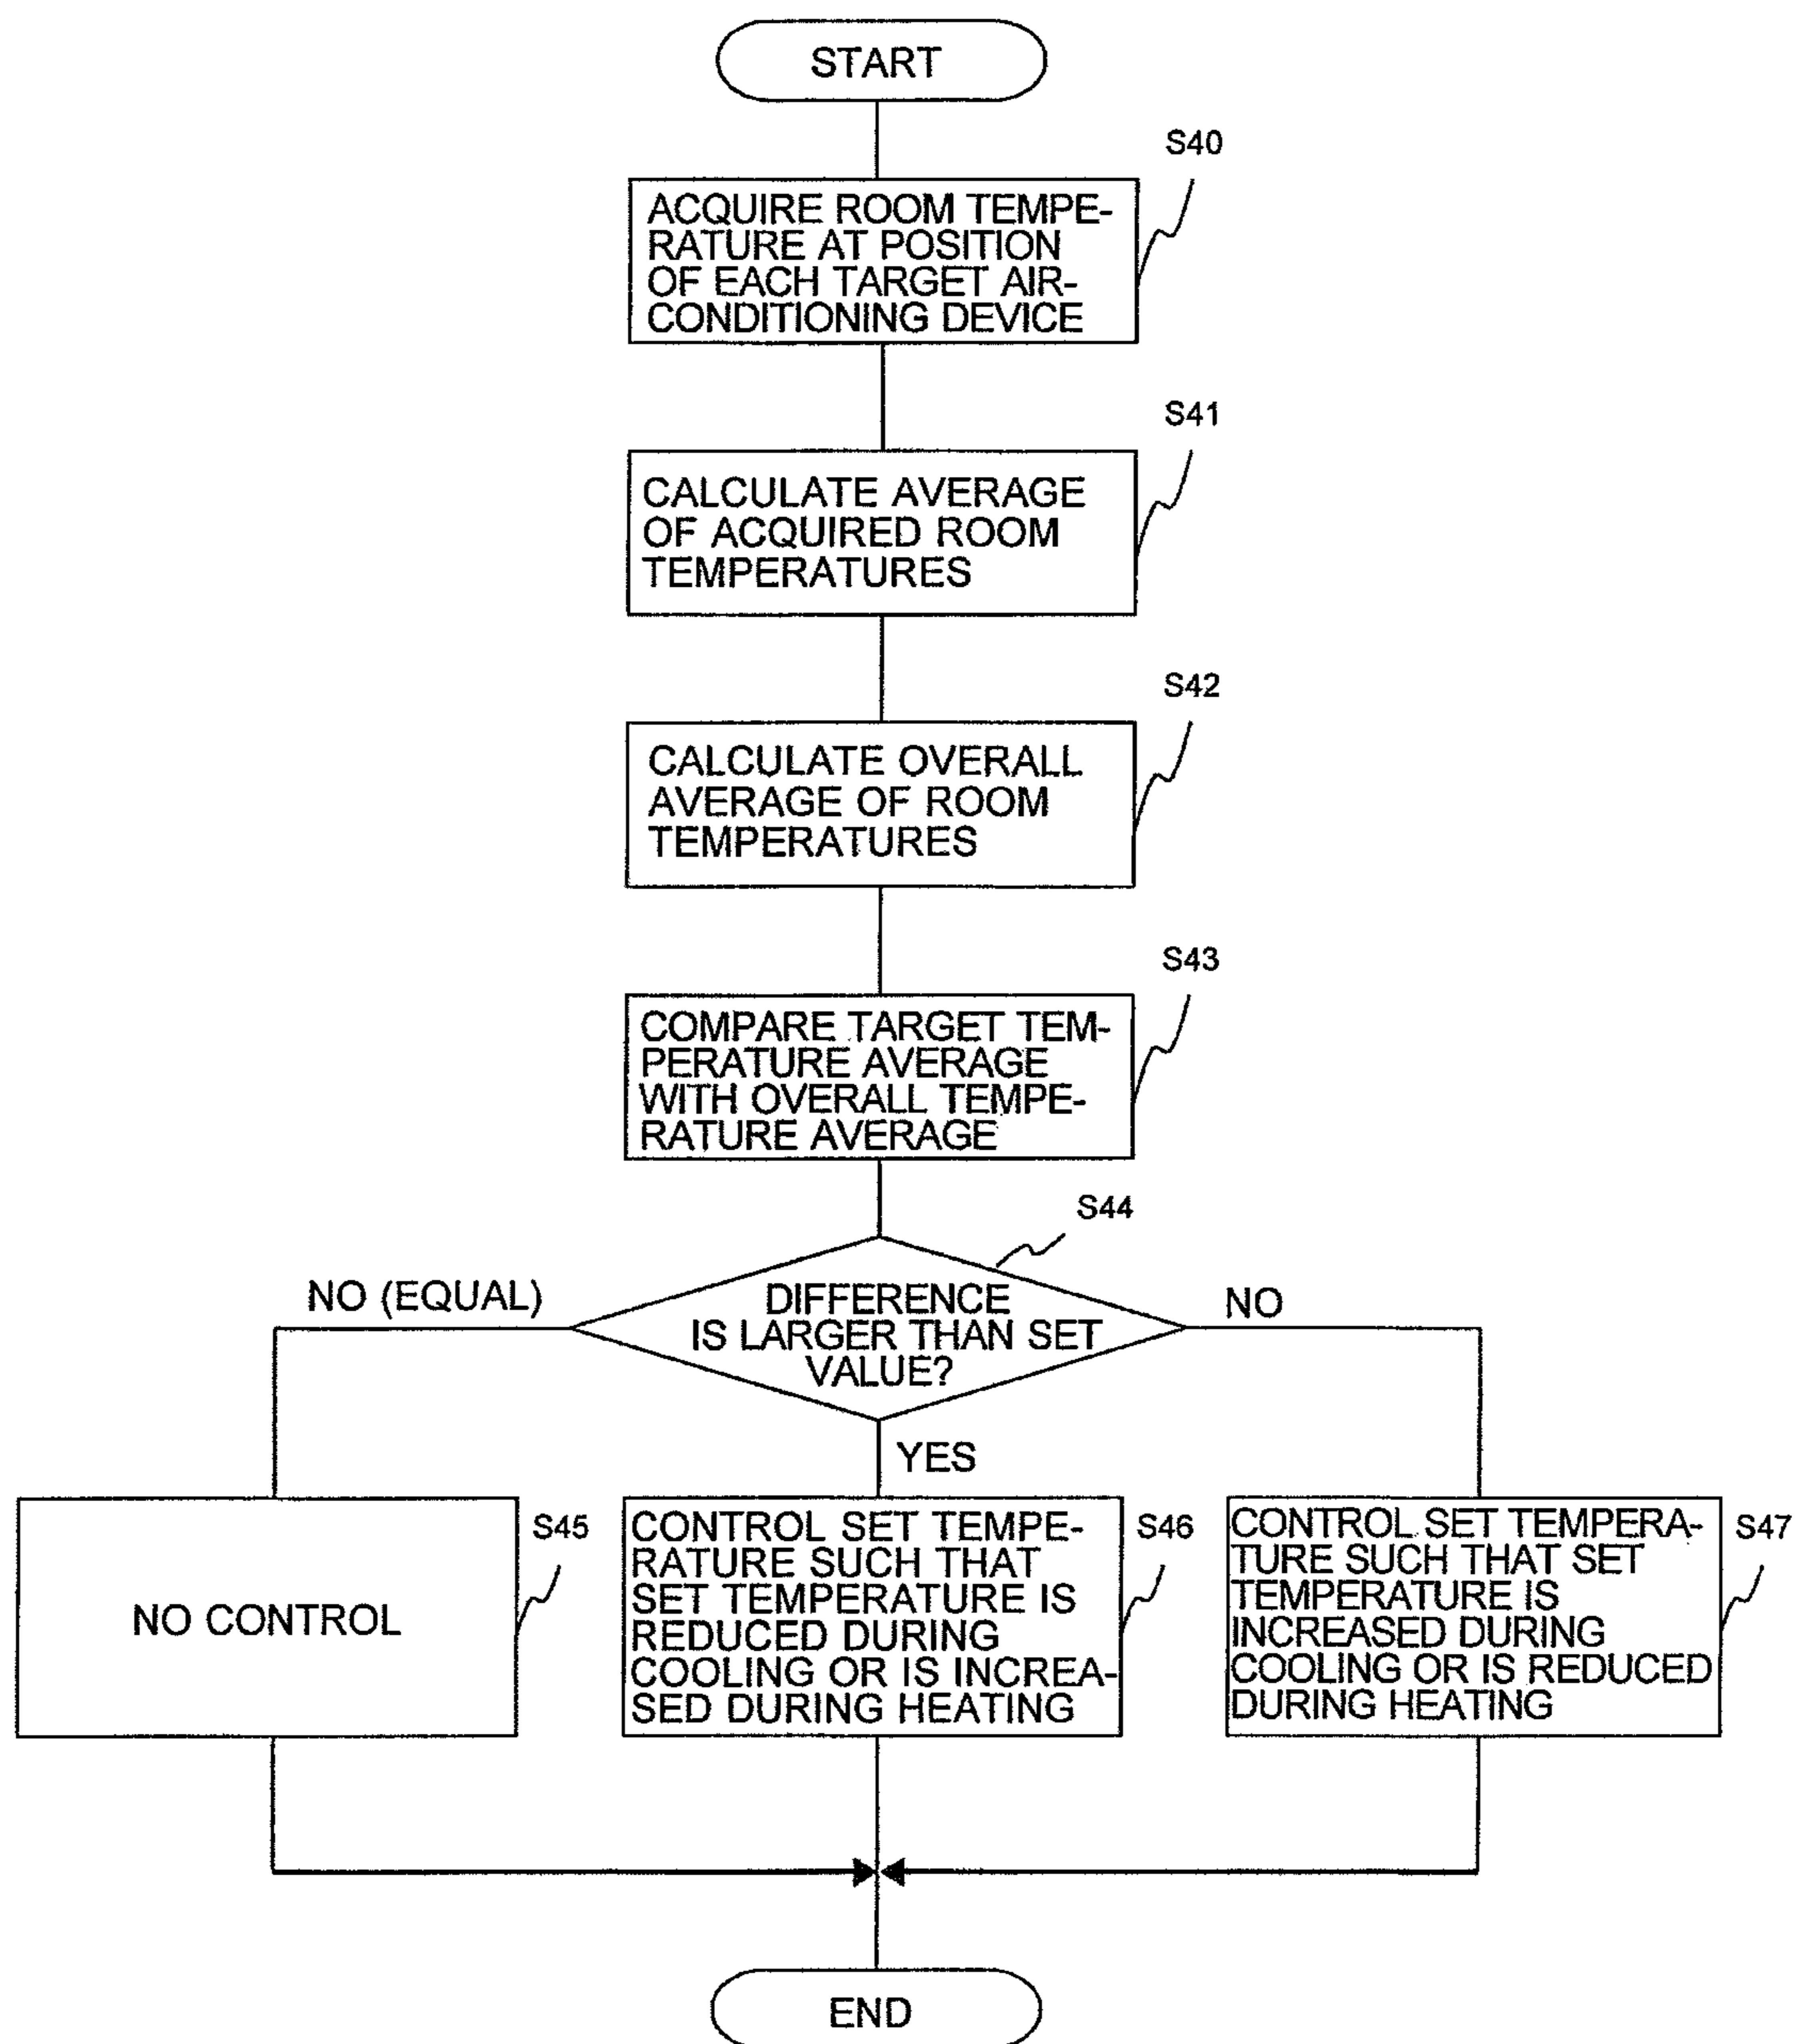 START
S40
ACQUIRE ROOM TEMPE-
RATURE AT POSITION
OF EACH TARGET AIR-
CONDITIONING DEVICE
S41
CALCULATE AVERAGE
OF ACQUIRED ROOM
TEMPERATURES
S42
CALCULATE OVERALL
AVERAGE OF ROOM
TEMPERATURES
S43
COMPARE TARGET TEM-
PERATURE AVERAGE
WITH OVERALL TEMPE-
RATURE AVERAGE
S44
DIFFERENCE
IS LARGER THAN SET
VALUE?
NO (EQUAL)
NO
YES
NO CONTROL
S45
CONTROL SET TEMPE-
RATURE SUCH THAT
SET TEMPERATURE IS
REDUCED DURING
COOLING OR IS INCREA-
SED DURING HEATING
S46
CONTROL SET TEMPERA-
TURE SUCH THAT SET
TEMPERATURE IS
INCREASED DURING
COOLING OR IS REDUCED
DURING HEATING
S47
END